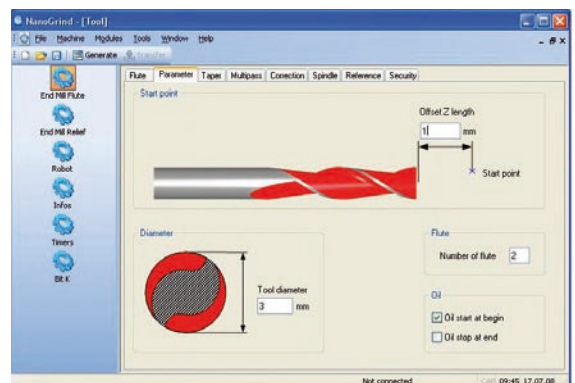 NanoGrind - [Tool]
File Machine Modules Tools Window Help
Generate Transfer
End Mill Flute
End Mill Relief
Robot
Infos
Timers
Bit K
Flute Parameter Taper Multipass Correction Spindle Reference Security
Start point
Offset Z length
1 mm
Start point
Diameter
Tool diameter
3 mm
Flute
Number of flute 2
Oil
Oil start at begin
Oil stop at end
Not connected
CAP 09:45 17.07.08